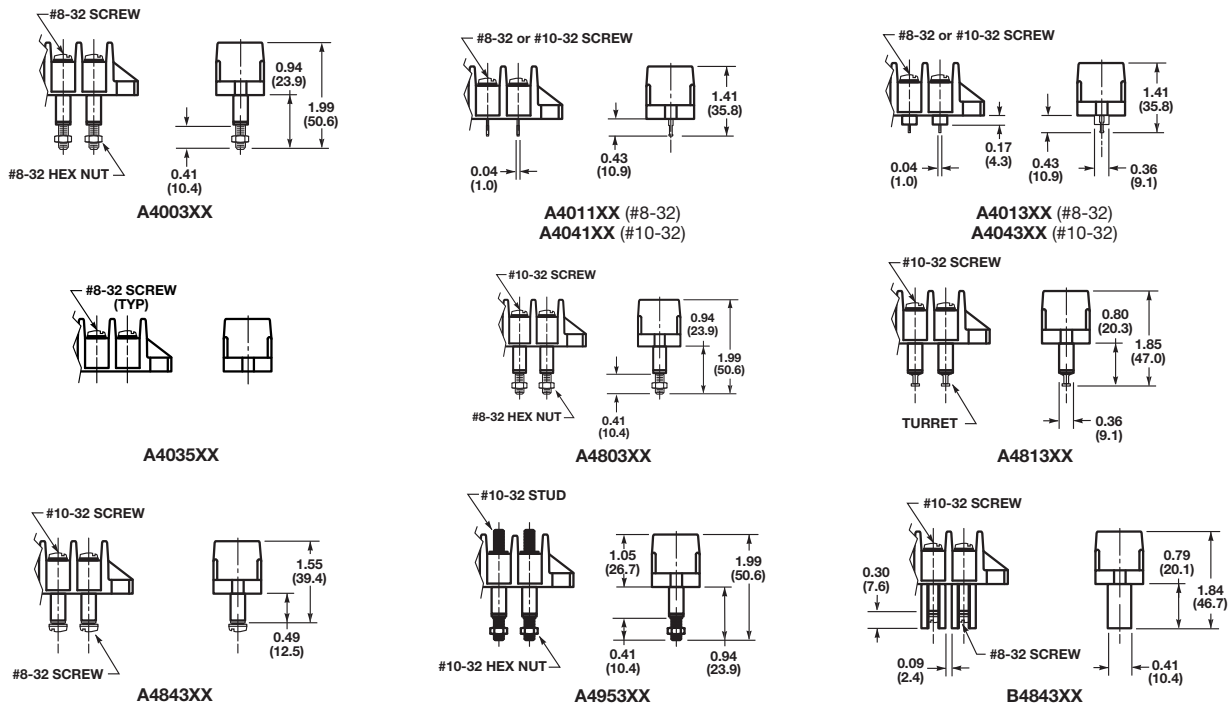 #8-32 SCREW
0.94
(23.9)
1.99
(50.6)
0.41
(10.4)
#8-32 HEX NUT
A4003XX
#8-32 or #10-32 SCREW
1.41
(35.8)
0.43
(10.9)
0.04
(1.0)
A4011XX (#8-32)
A4041XX (#10-32)
#8-32 or #10-32 SCREW
1.41
(35.8)
0.17
(4.3)
0.04
(1.0)
0.43
(10.9)
0.36
(9.1)
A4013XX (#8-32)
A4043XX (#10-32)
#8-32 SCREW
(TYP)
A4035XX
#10-32 SCREW
0.94
(23.9)
1.99
(50.6)
#8-32 HEX NUT
0.41
(10.4)
A4803XX
#10-32 SCREW
0.80
(20.3)
1.85
(47.0)
TURRET
0.36
(9.1)
A4813XX
#10-32 SCREW
1.55
(39.4)
0.49
(12.5)
#8-32 SCREW
A4843XX
#10-32 STUD
1.05
(26.7)
1.99
(50.6)
0.41
(10.4)
0.94
(23.9)
#10-32 HEX NUT
A4953XX
#10-32 SCREW
0.30
(7.6)
0.79
(20.1)
1.84
(46.7)
#8-32 SCREW
0.09
(2.4)
0.41
(10.4)
B4843XX